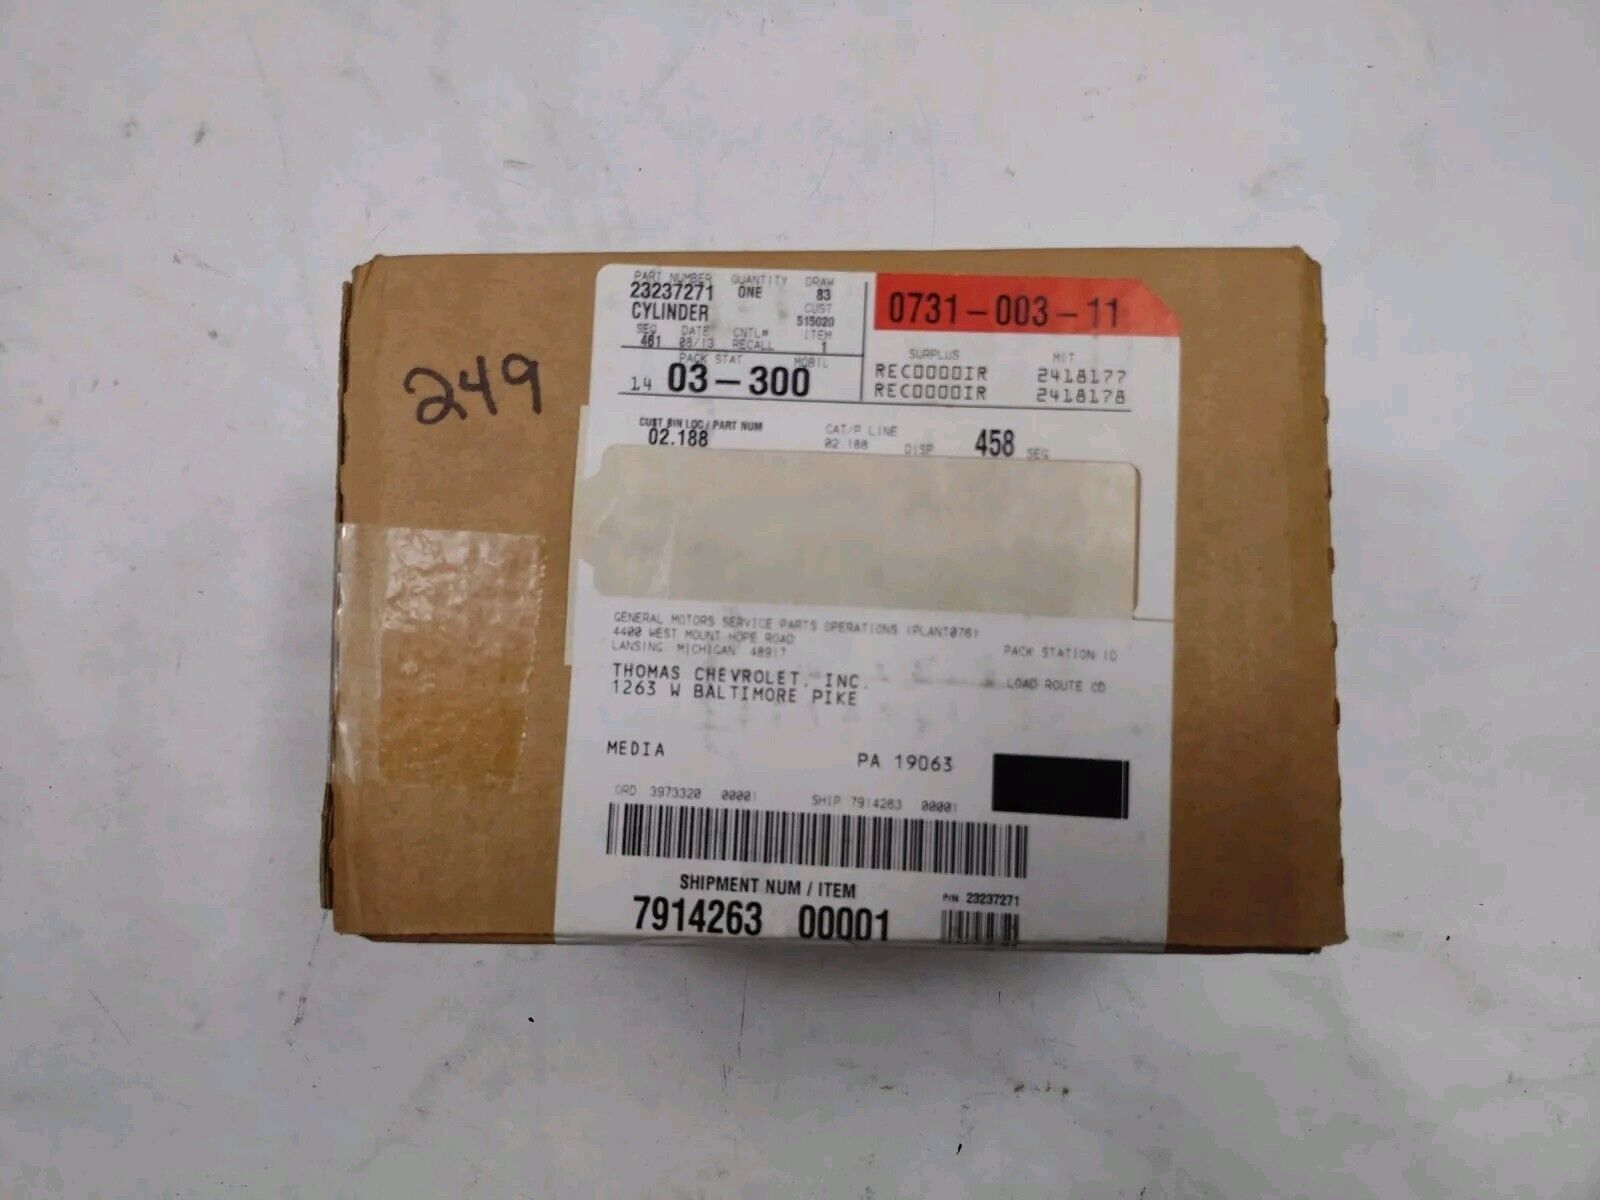 249
PART NUMBER QUANTITY DRAW
23237271 ONE 83
CYLINDER CUST
515020
SEQ DATE CNTL# ITEM
461 08/13 RECALL 1
PACK STAT MOBIL
14 03-300
0731-003-11
SURPLUS MIT
REC0000IR 2418177
REC0000IR 2418178
CUST BIN LOC / PART NUM CAT/P LINE
02.188 02.188 DISP 458 SEG
GENERAL MOTORS SERVICE PARTS OPERATIONS (PLANT076)
4400 WEST MOUNT HOPE ROAD
LANSING, MICHIGAN 48917 PACK STATION ID
THOMAS CHEVROLET, INC. LOAD ROUTE CD
1263 W BALTIMORE PIKE
MEDIA PA 19063
ORD 3973320 00001 SHIP 7914263 00001
SHIPMENT NUM / ITEM P/N 23237271
7914263 00001